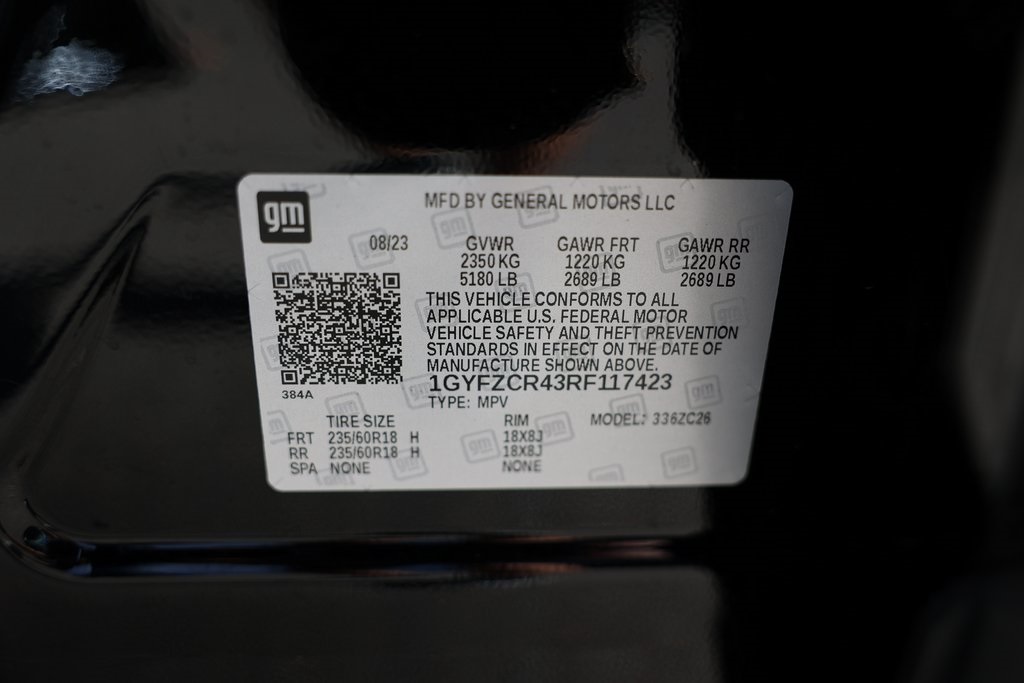 gm
MFD BY GENERAL MOTORS LLC
08/23 GVWR GAWR FRT GAWR RR
2350 KG 1220 KG 1220 KG
5180 LB 2689 LB 2689 LB
THIS VEHICLE CONFORMS TO ALL
APPLICABLE U.S. FEDERAL MOTOR
VEHICLE SAFETY AND THEFT PREVENTION
STANDARDS IN EFFECT ON THE DATE OF
MANUFACTURE SHOWN ABOVE.
1GYFZCR43RF117423
384A
TYPE: MPV
TIRE SIZE RIM MODEL: 336ZC26
FRT 235/60R18 H 18X8J
RR 235/60R18 H 18X8J
SPA NONE NONE